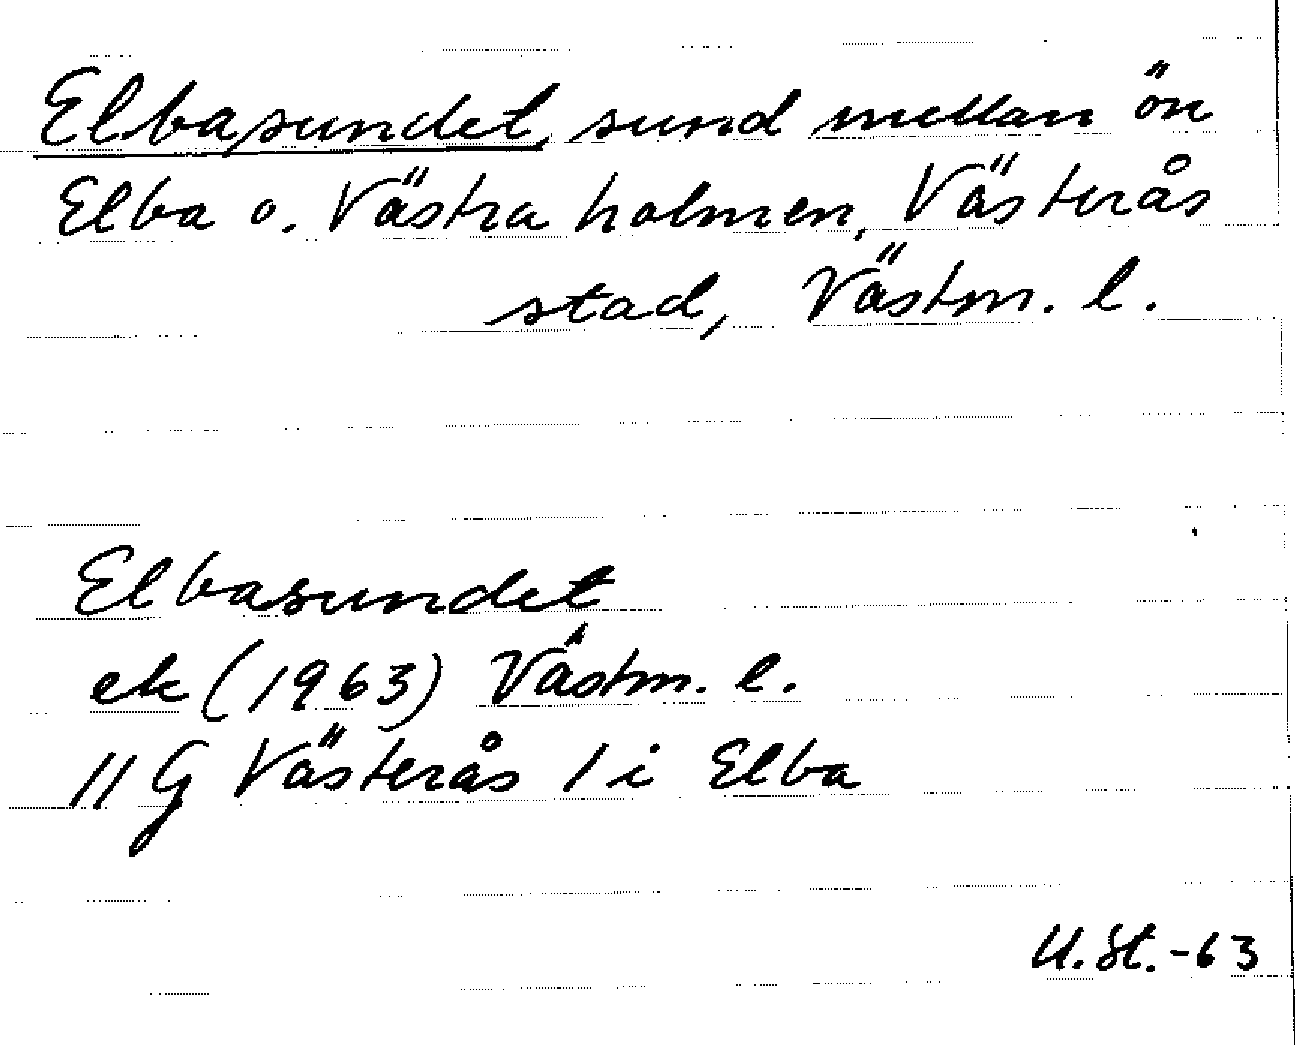 Elbasundet, sund mellan ön
Elba o. Västra holmen, Västerås
stad, Västm. l.
Elbasundet
ek (1963) Västm. l.
11 G Västerås 1 i Elba
U. St. -63